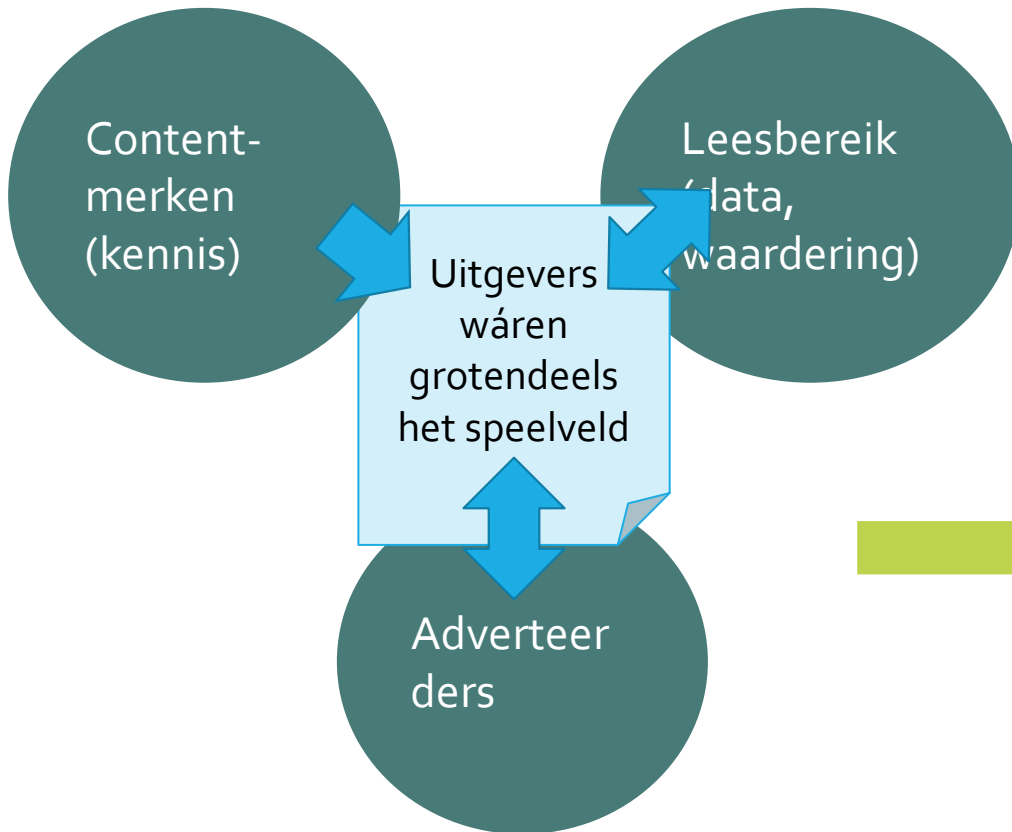 Content-
merken
(kennis)
Leesbereik
(data,
waardering)
Uitgevers
wáren
grotendeels
het speelveld
Adverteer
ders